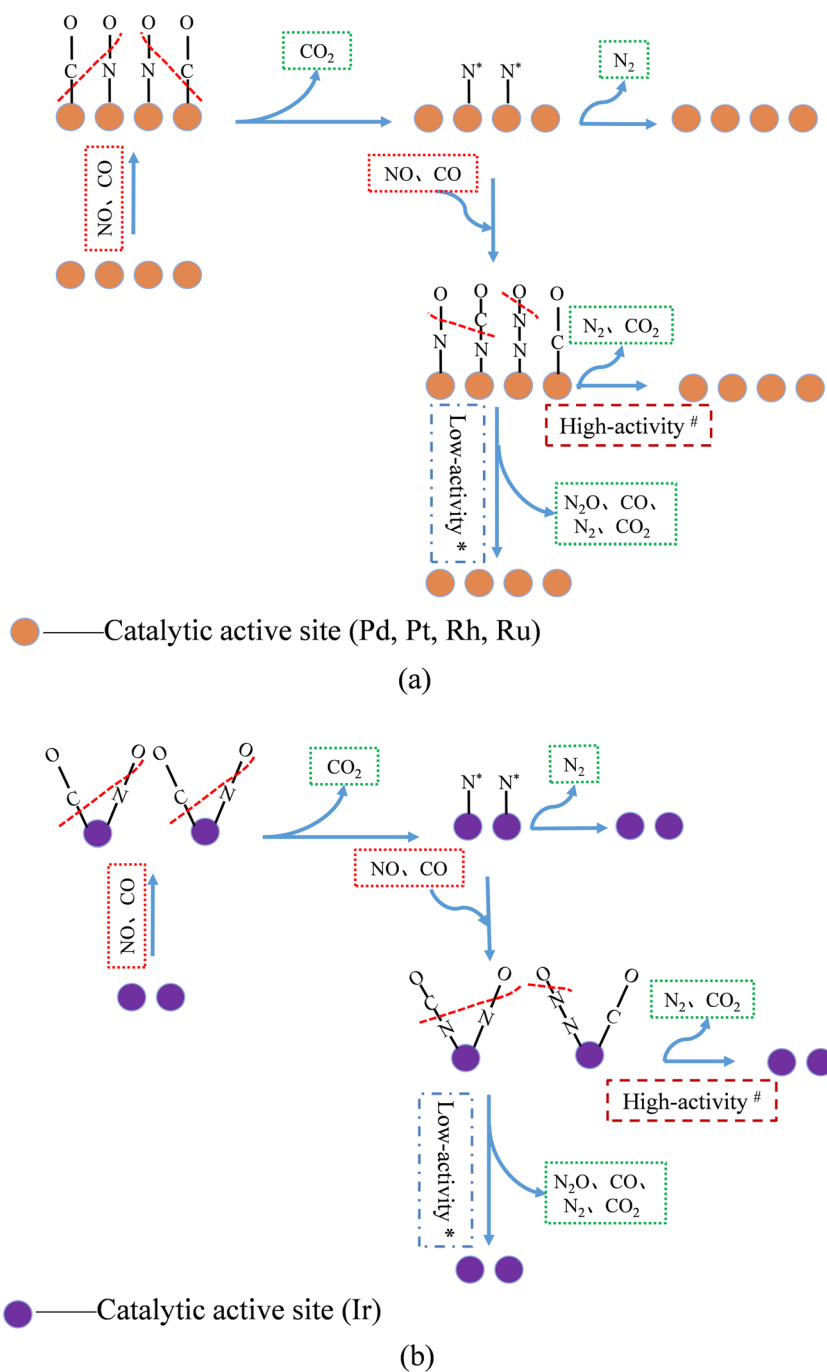 O O O O
C N N C
CO₂
N* N*
N₂
NO、CO
NO、CO
O O O O
C N
N N N C
N₂、CO₂
High-activity #
Low-activity *
N₂O、CO、
N₂、CO₂
Catalytic active site (Pd, Pt, Rh, Ru)
(a)
O O O O
C N C N
CO₂
N* N*
N₂
NO、CO
NO、CO
O O O O
C N N C
N N
N₂、CO₂
High-activity #
Low-activity *
N₂O、CO、
N₂、CO₂
Catalytic active site (Ir)
(b)